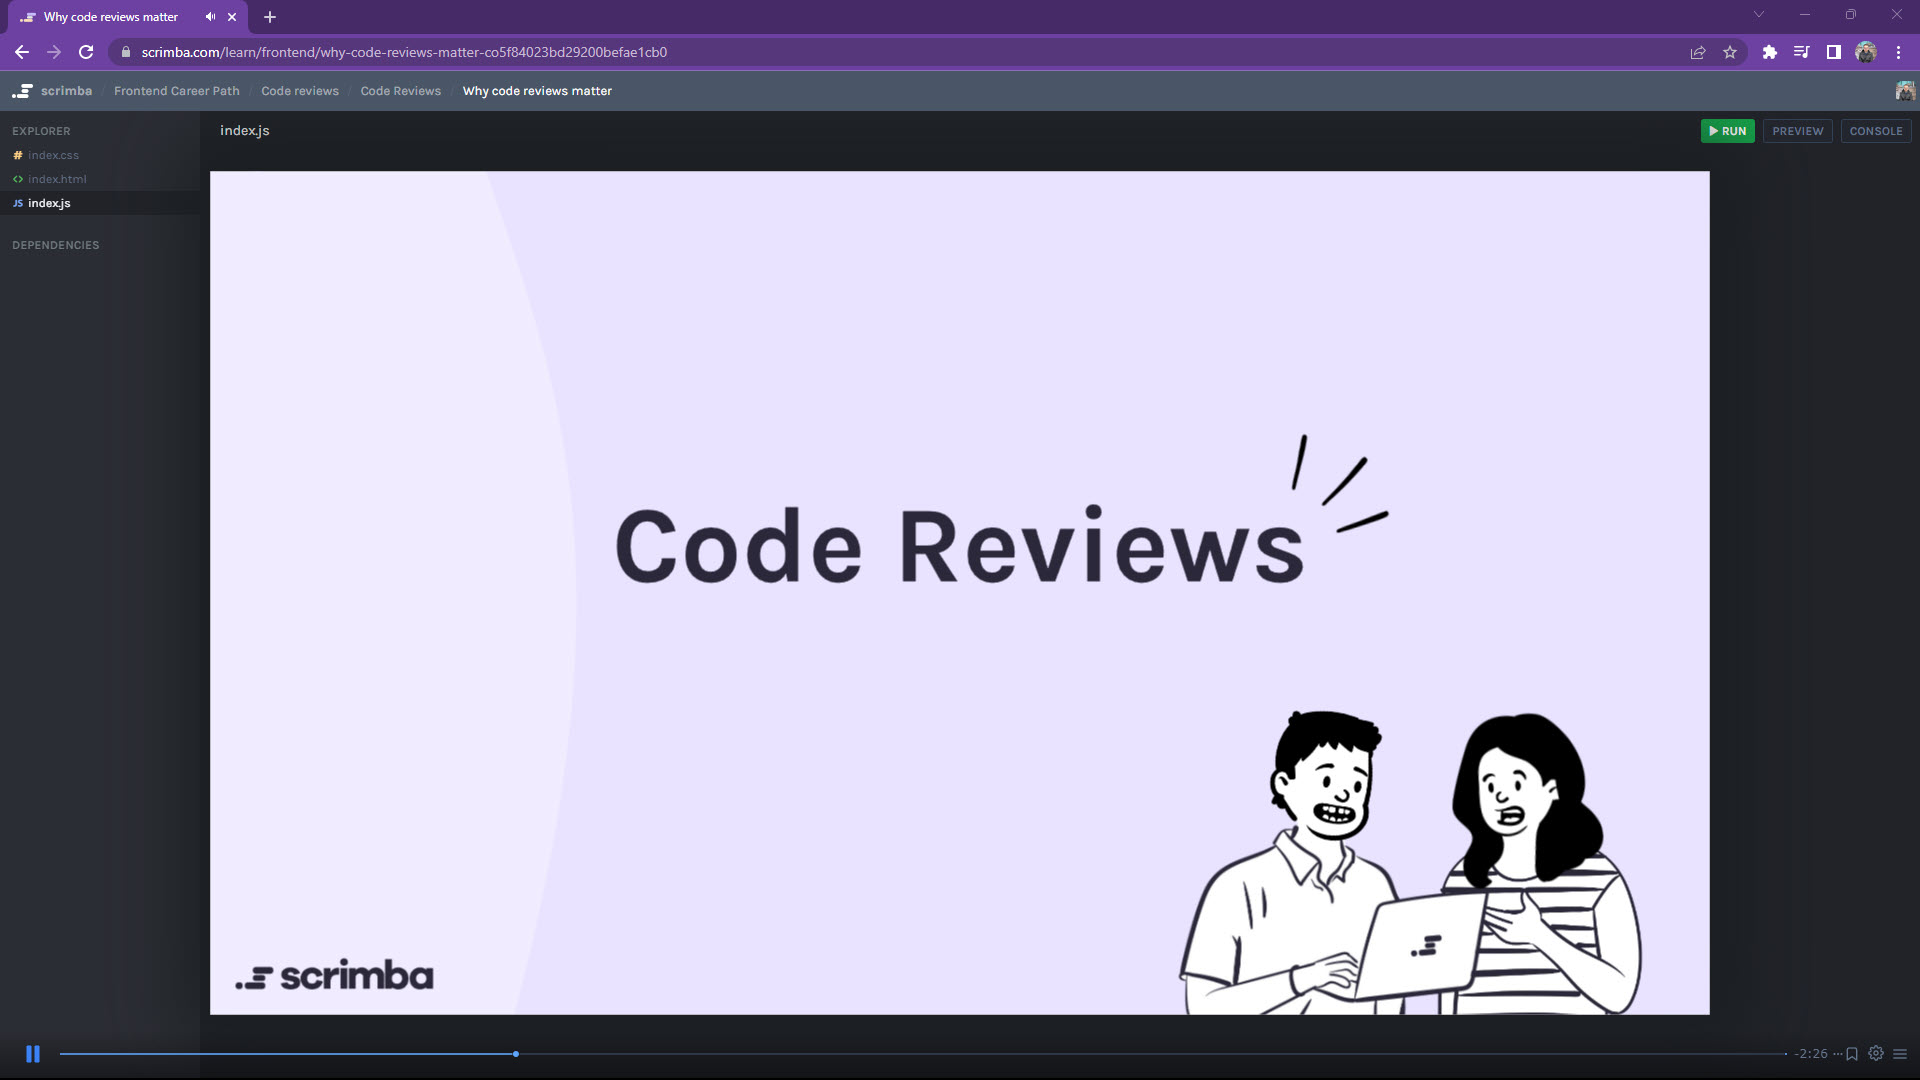 Why code reviews matter
scrimba.com/learn/frontend/why-code-reviews-matter-co5f84023bd29200befae1cb0
scrimba / Frontend Career Path / Code reviews / Code Reviews / Why code reviews matter
EXPLORER
# index.css
<> index.html
JS index.js
DEPENDENCIES
index.js
RUN
PREVIEW
CONSOLE
Code Reviews
scrimba
-2:26